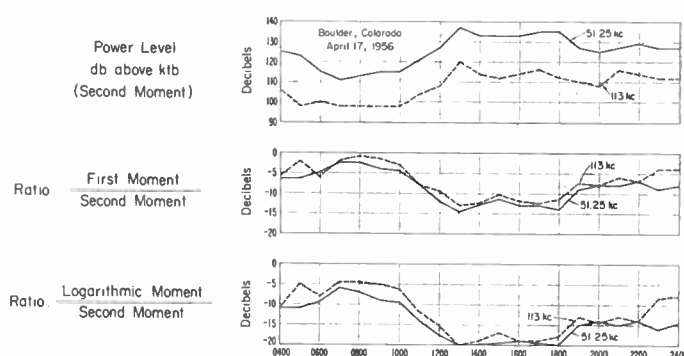 Power Level
db above ktb
(Second Moment)
Decibels
140
130
120
110
100
90
Boulder, Colorado
April 17, 1956
51.25 kc
113 kc
Ratio
First Moment
Second Moment
Decibels
0
-5
-10
-15
-20
113 kc
51.25 kc
Ratio
Logarithmic Moment
Second Moment
Decibels
0
-5
-10
-15
-20
113 kc
51.25 kc
0400 0600 0800 1000 1200 1400 1600 1800 2000 2200